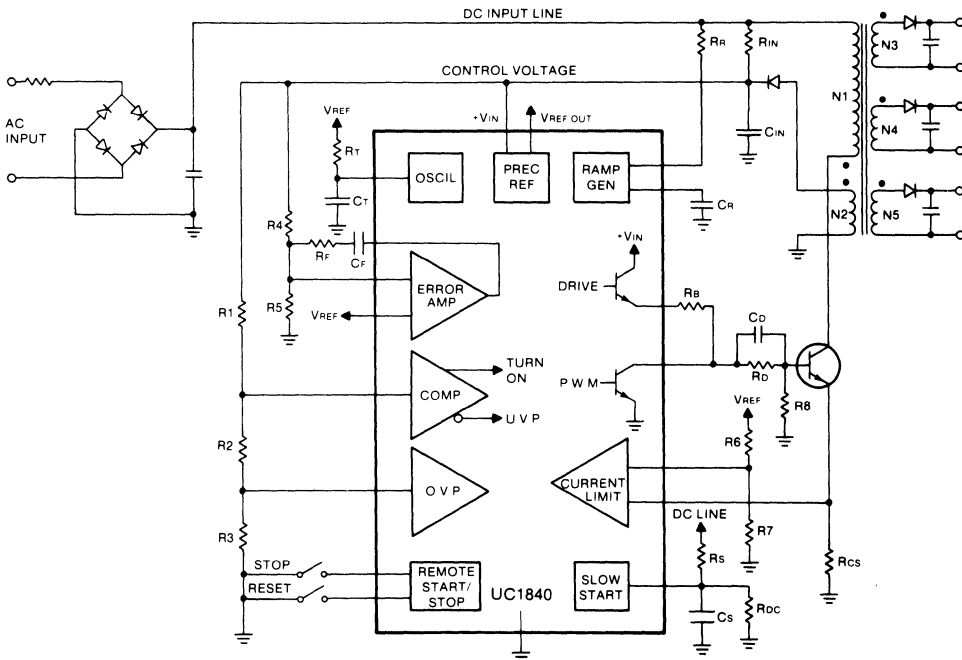 DC INPUT LINE
RR
RIN
N3
CONTROL VOLTAGE
N1
AC
INPUT
VREF
+VIN
VREF OUT
CIN
N4
RT
OSCIL
PREC
REF
RAMP
GEN
CT
CR
N2
N5
R4
RF
CF
+VIN
ERROR
AMP
DRIVE
RB
R5
VREF
CD
R1
TURN
ON
COMP
PWM
RD
UVP
VREF
R8
R2
R6
OVP
CURRENT
LIMIT
DC LINE
R7
R3
RS
RCS
STOP
RESET
REMOTE
START/
STOP
UC1840
SLOW
START
CS
RDC